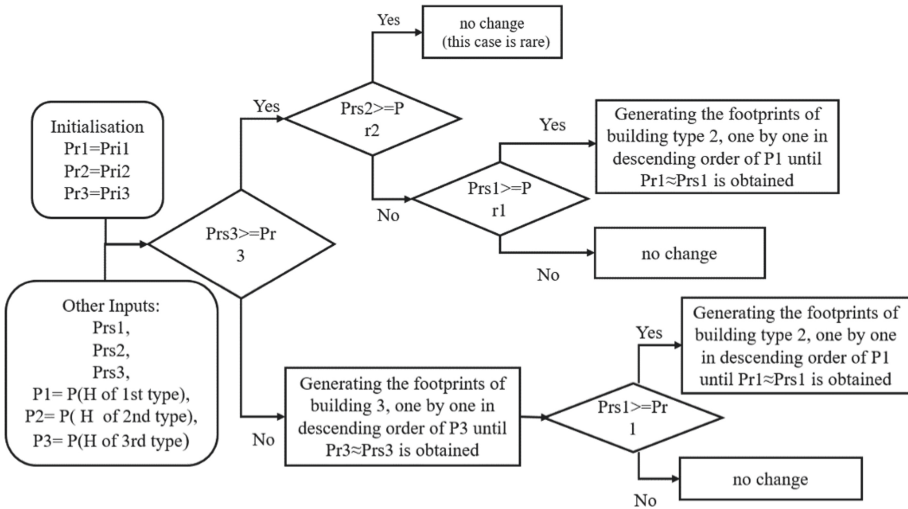 Initialisation
Pr1=Pri1
Pr2=Pri2
Pr3=Pri3
Other Inputs:
Prs1,
Prs2,
Prs3,
P1= P(H of 1st type),
P2= P( H of 2nd type),
P3= P(H of 3rd type)
Prs3>=Pr
3
Yes
Prs2>=P
r2
Yes
no change
(this case is rare)
No
Prs1>=P
r1
Yes
Generating the footprints of
building type 2, one by one in
descending order of P1 until
Pr1≈Prs1 is obtained
No
no change
No
Generating the footprints of
building 3, one by one in
descending order of P3 until
Pr3≈Prs3 is obtained
Prs1>=Pr
1
Yes
Generating the footprints of
building type 2, one by one
in descending order of P1
until Pr1≈Prs1 is obtained
No
no change